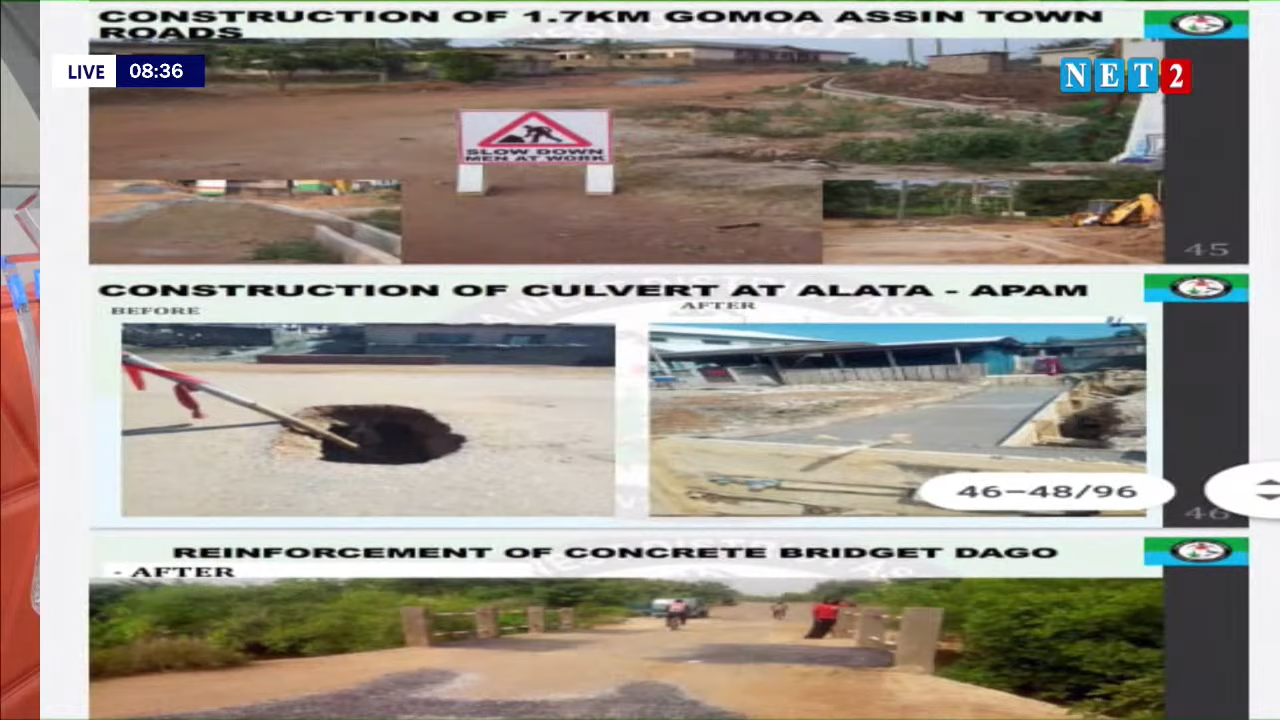 CONSTRUCTION OF 1.7KM GOMOA ASSIN TOWN
ROADS
LIVE 08:36
NET2
SLOW DOWN
MEN AT WORK
45
CONSTRUCTION OF CULVERT AT ALATA - APAM
BEFORE
AFTER
46–48/96
46
REINFORCEMENT OF CONCRETE BRIDGET DAGO
- AFTER